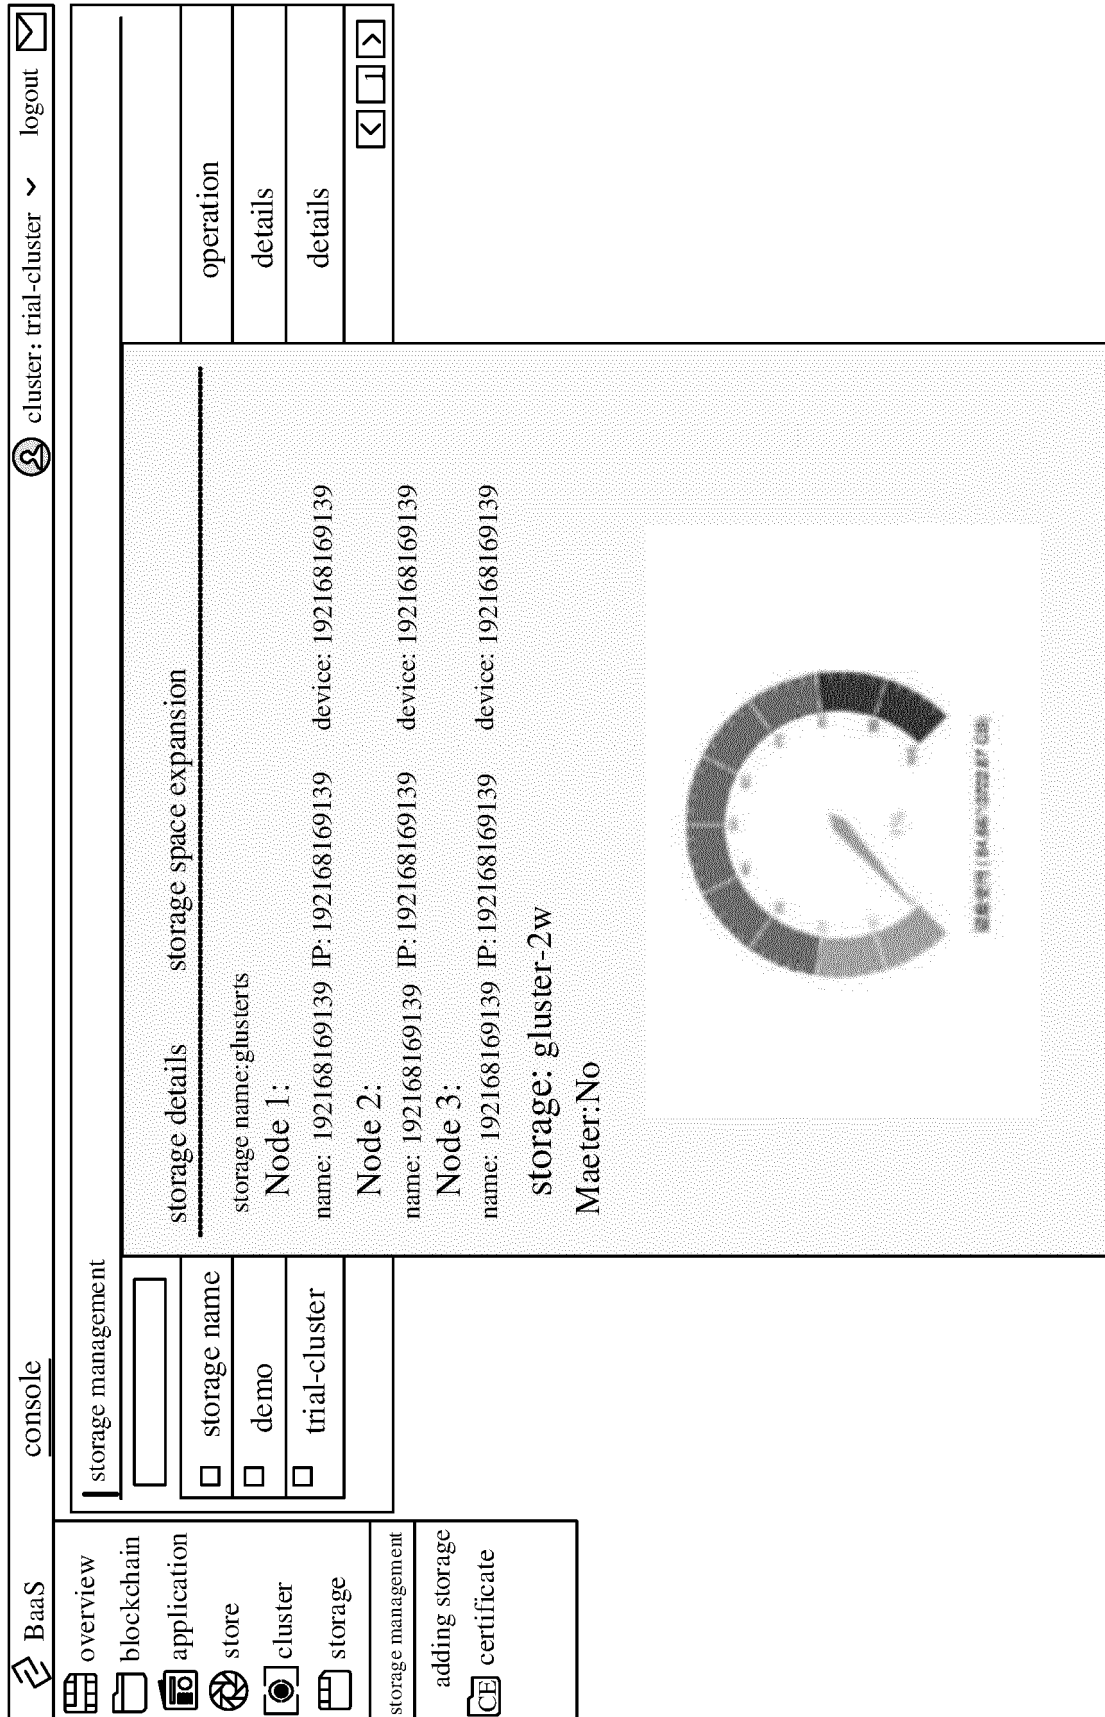 BaaS console cluster: trial-cluster logout
overview
blockchain
application
store
cluster
storage
storage management
adding storage
CE certificate
storage management
storage name operation
demo details
trial-cluster details
1
storage details storage space expansion
storage name:glusterts
Node 1:
name: 192168169139 IP: 192168169139 device: 192168169139
Node 2:
name: 192168169139 IP: 192168169139 device: 192168169139
Node 3:
name: 192168169139 IP: 192168169139 device: 192168169139
storage: gluster-2w
Maeter:No